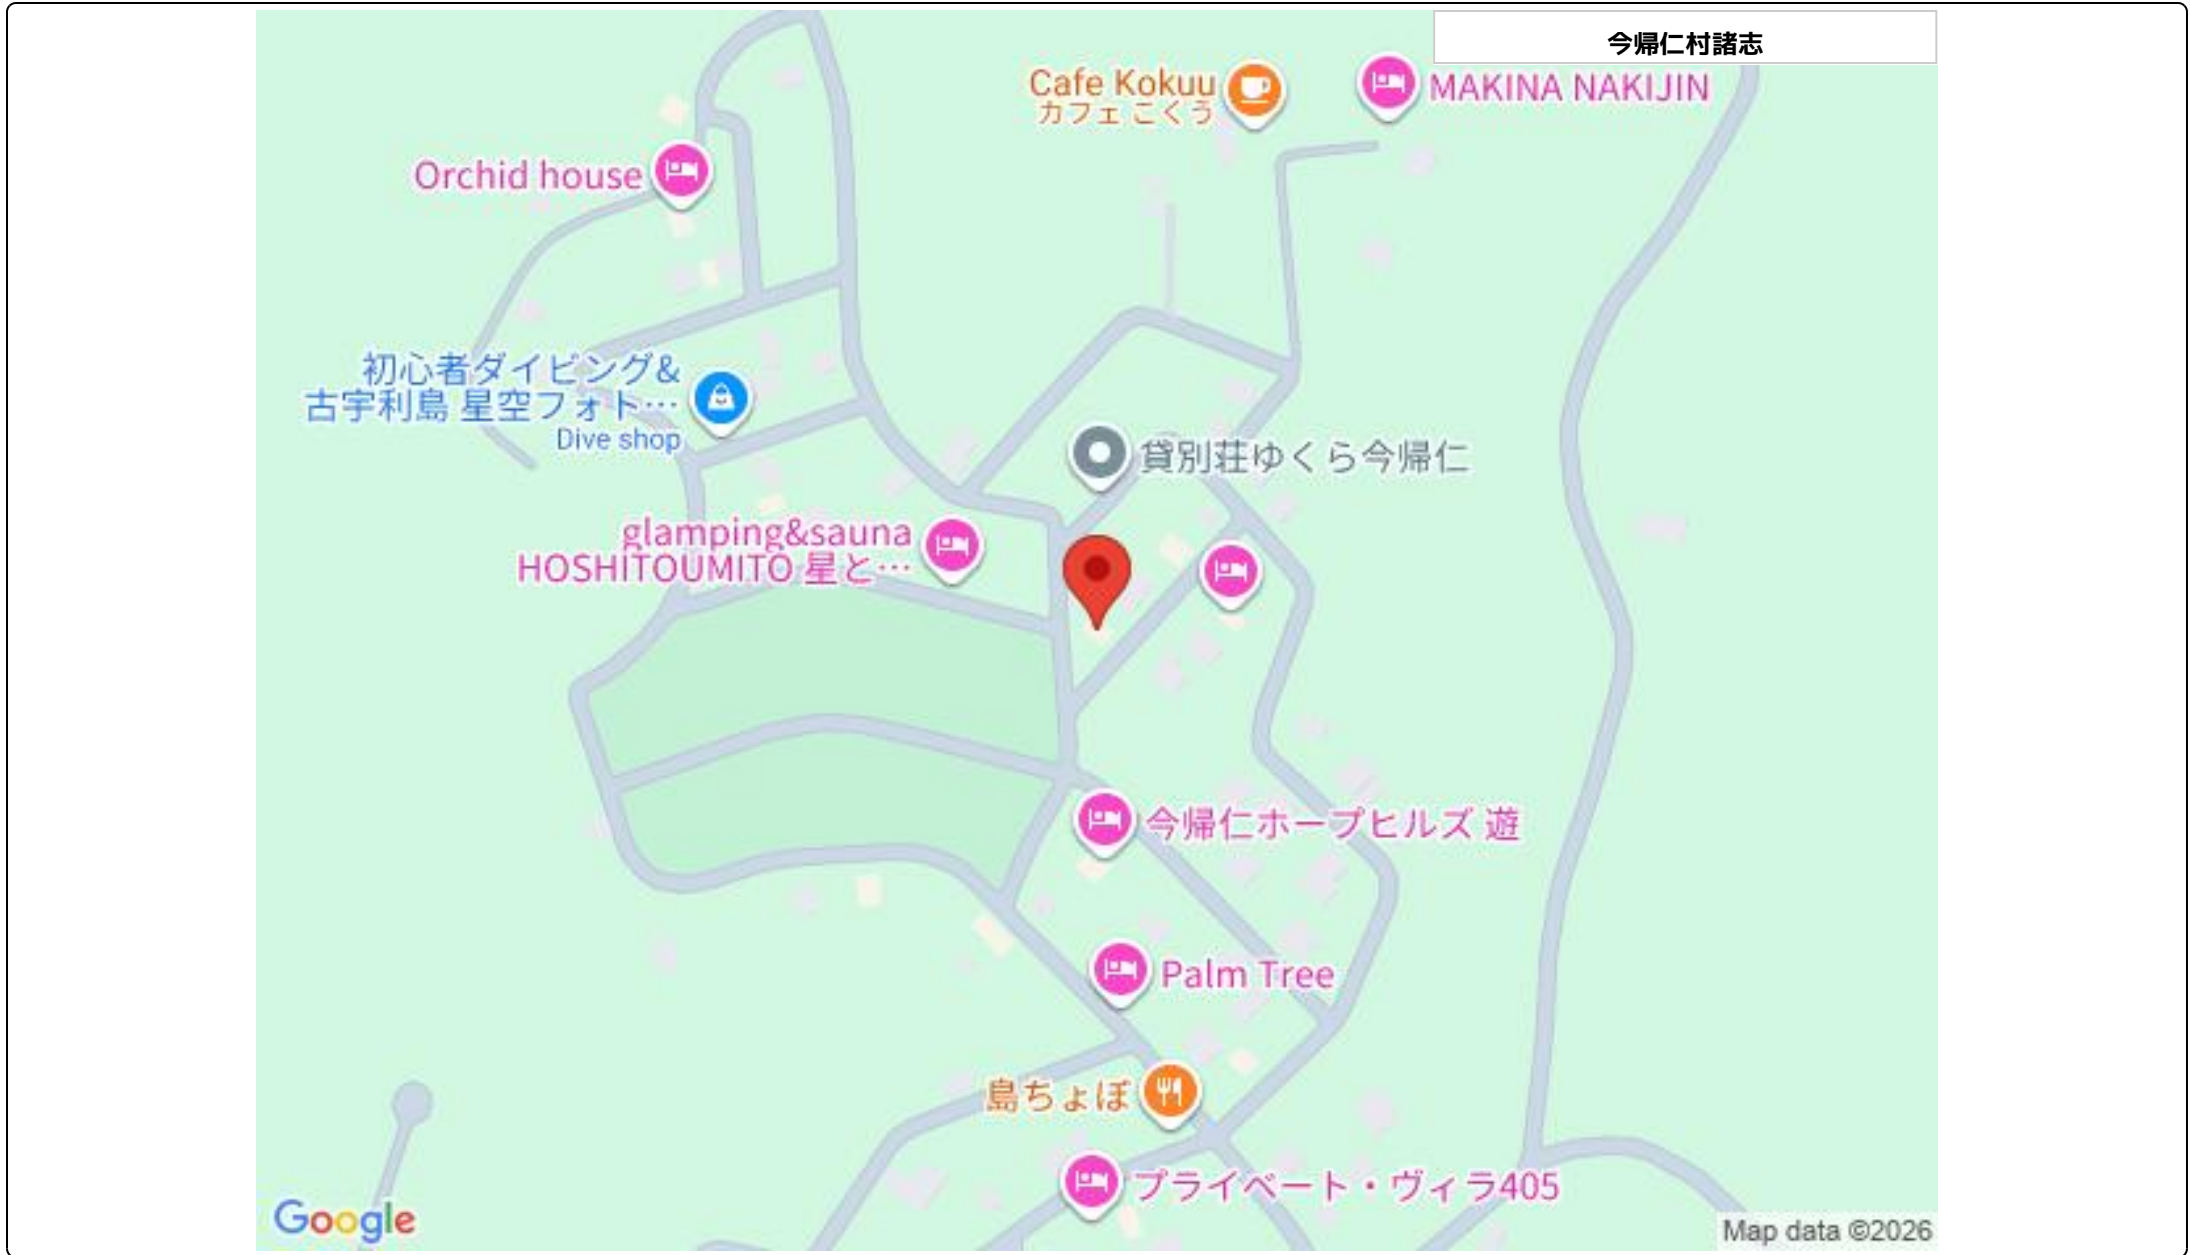 今帰仁村諸志
Cafe Kokuu
カフェ こくう
MAKINA NAKIJIN
Orchid house
初心者ダイビング&
古宇利島 星空フォト…
Dive shop
貸別荘ゆくら今帰仁
glamping&sauna
HOSHITOUMITO 星と…
今帰仁ホープヒルズ 遊
Palm Tree
島ちょぼ
プライベート・ヴィラ405
Google
Map data ©2026